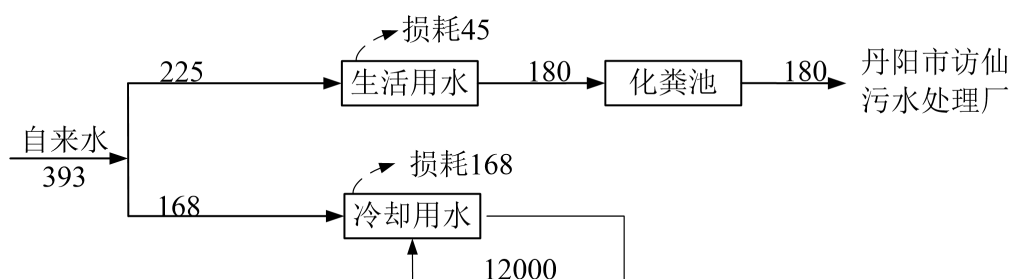 损耗45
225
生活用水
180
化粪池
180
丹阳市访仙
污水处理厂
自来水
393
损耗168
168
冷却用水
12000